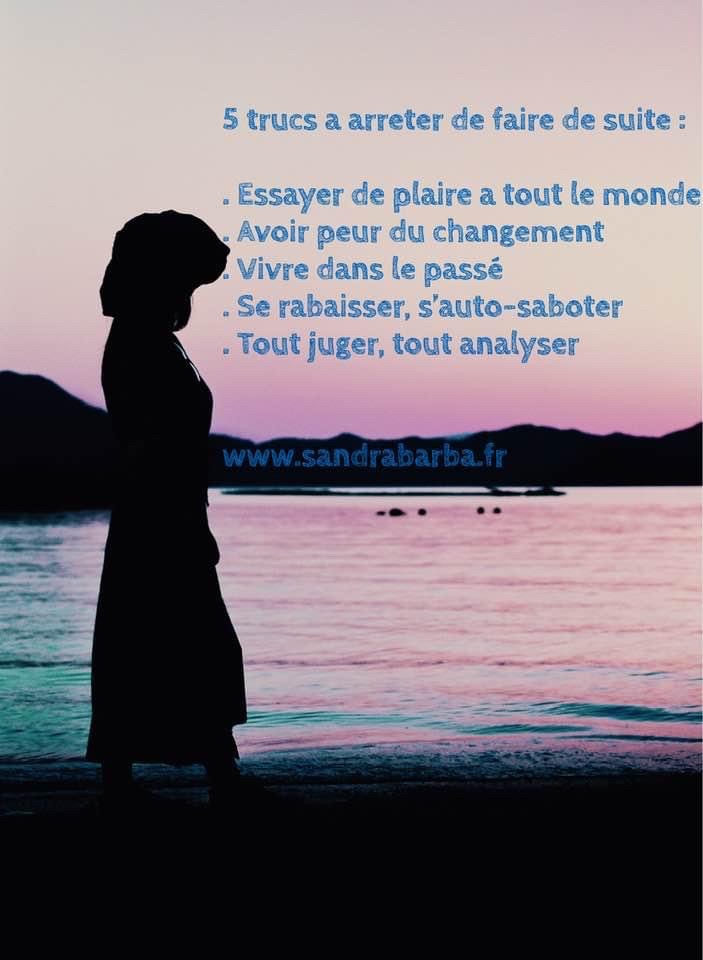 5 trucs a arreter de faire de suite :
. Essayer de plaire a tout le monde
. Avoir peur du changement
. Vivre dans le passé
. Se rabaisser, s'auto-saboter
. Tout juger, tout analyser
www.sandrabarba.fr